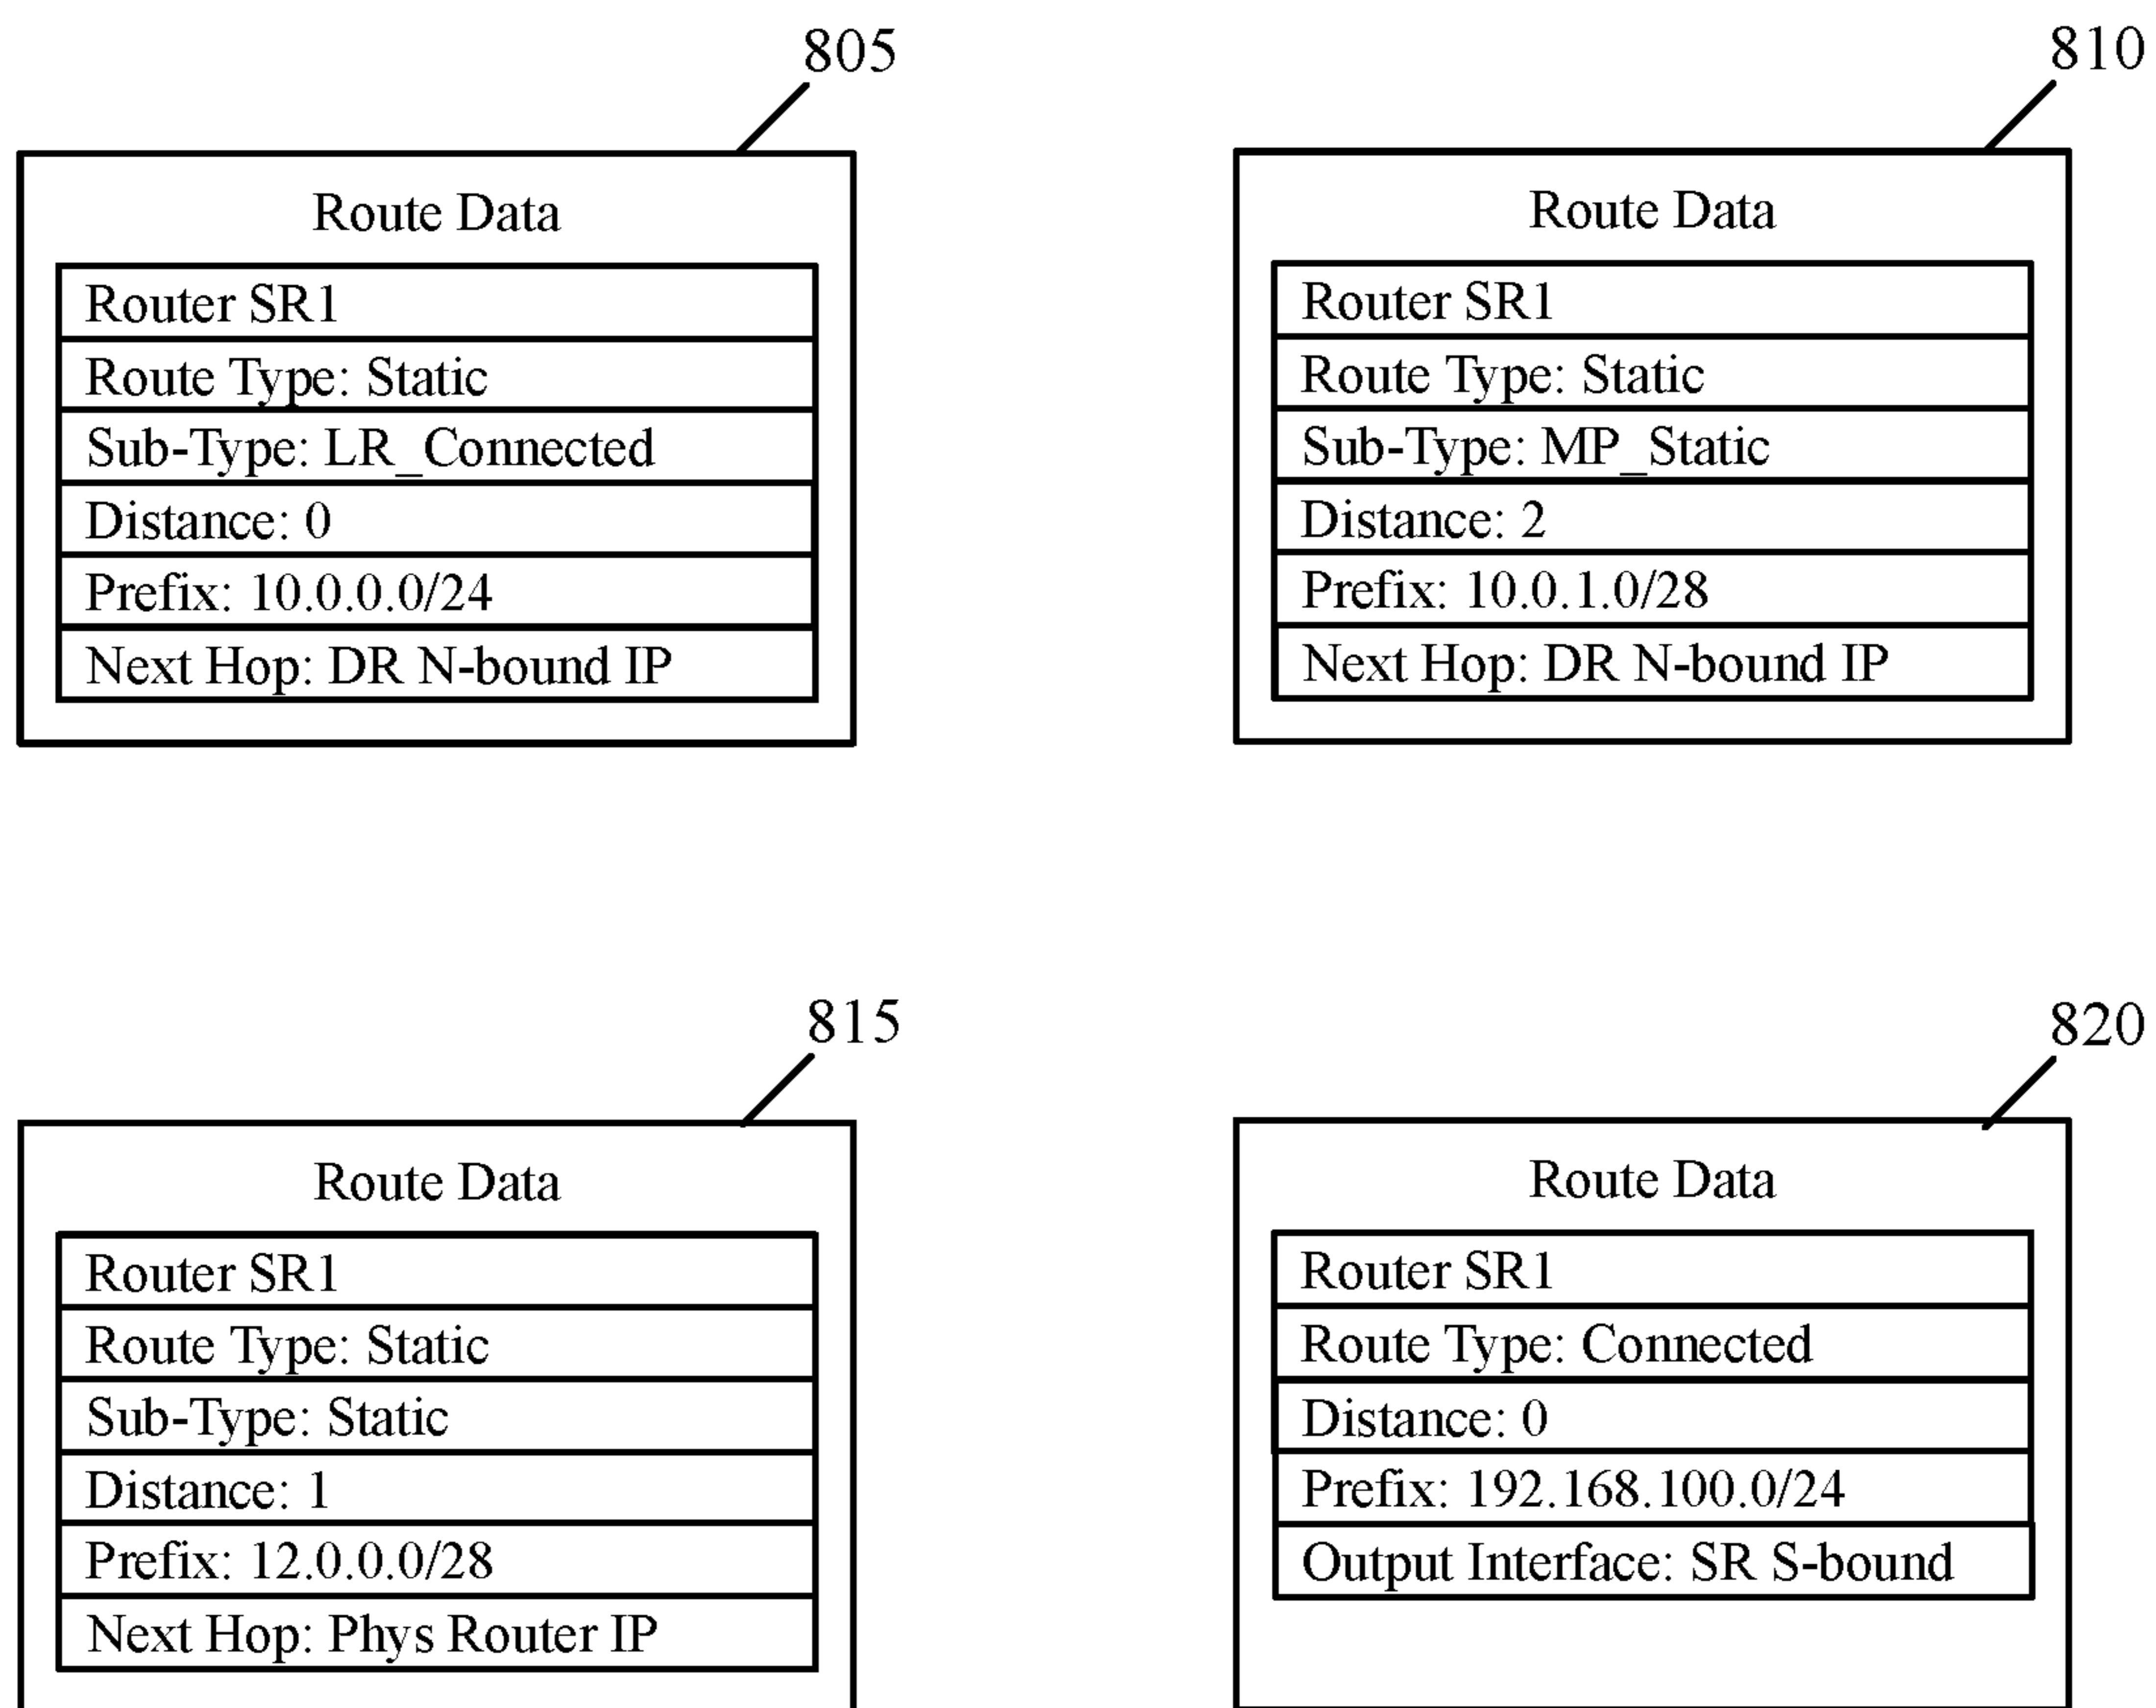 805
Route Data
Router SR1
Route Type: Static
Sub-Type: LR_Connected
Distance: 0
Prefix: 10.0.0.0/24
Next Hop: DR N-bound IP
810
Route Data
Router SR1
Route Type: Static
Sub-Type: MP_Static
Distance: 2
Prefix: 10.0.1.0/28
Next Hop: DR N-bound IP
815
Route Data
Router SR1
Route Type: Static
Sub-Type: Static
Distance: 1
Prefix: 12.0.0.0/28
Next Hop: Phys Router IP
820
Route Data
Router SR1
Route Type: Connected
Distance: 0
Prefix: 192.168.100.0/24
Output Interface: SR S-bound